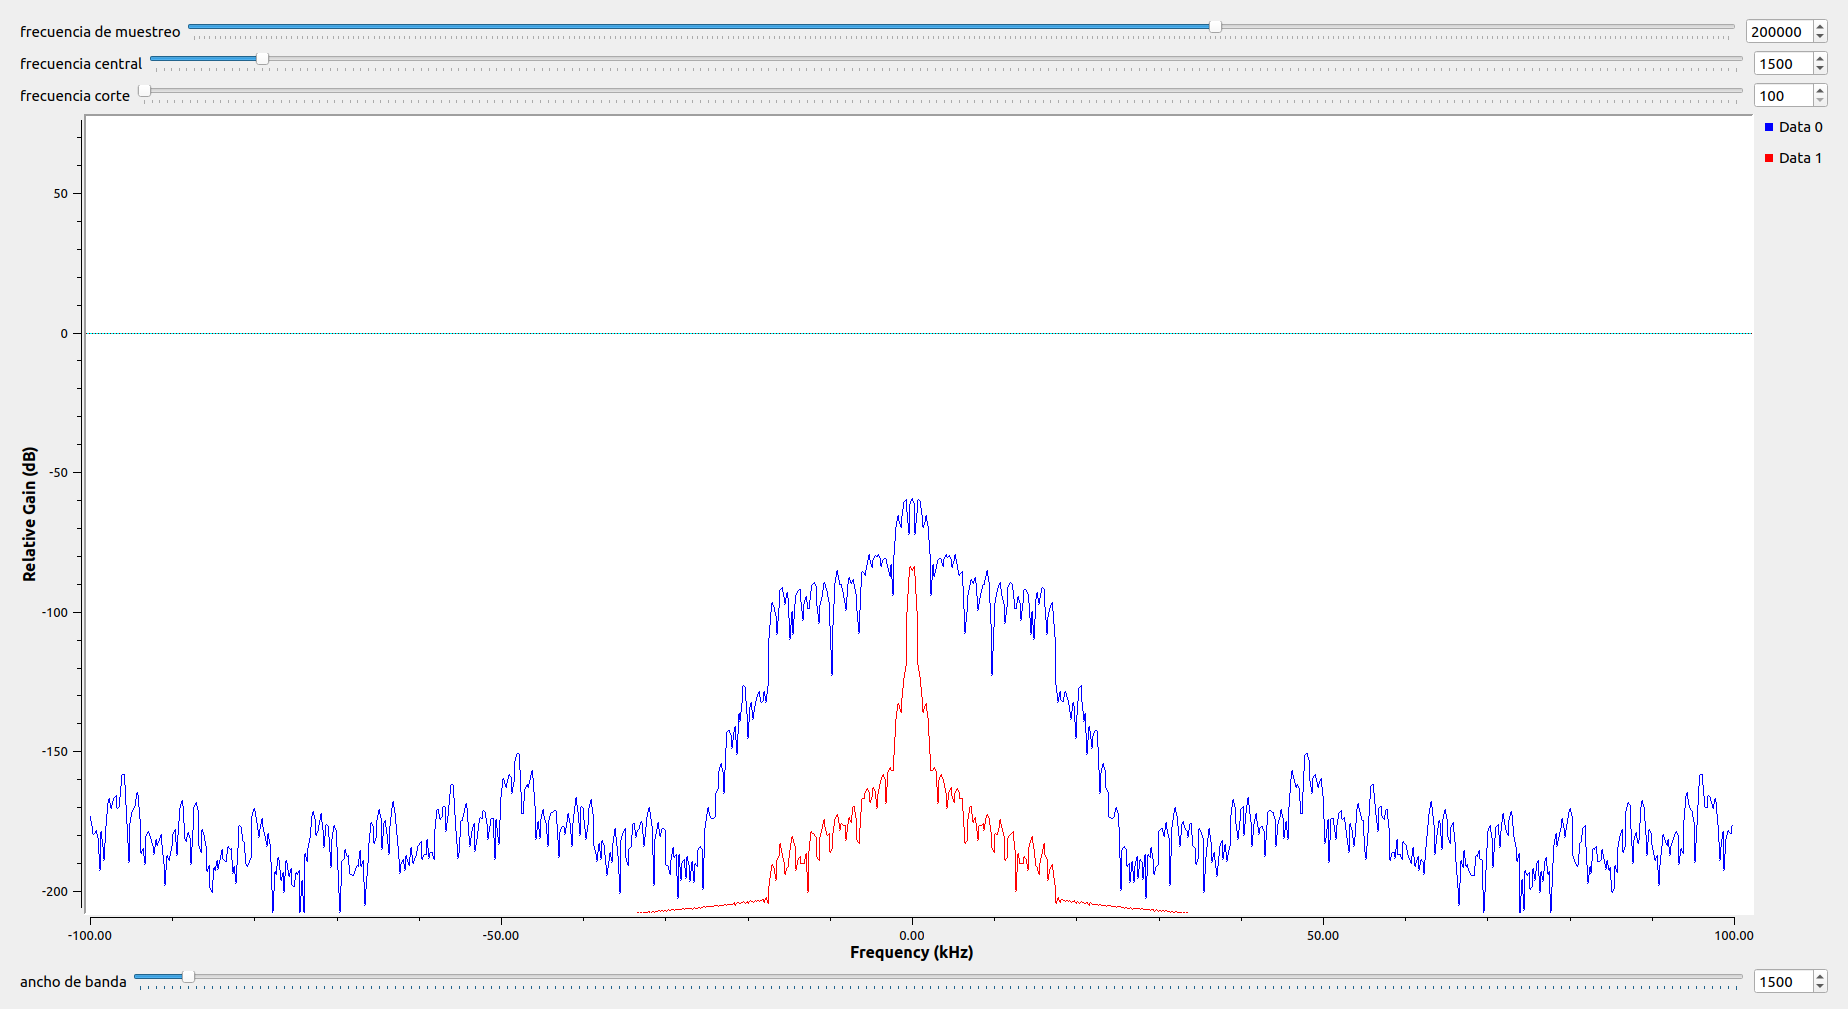 frecuencia de muestreo 200000
frecuencia central 1500
frecuencia corte 100
Data 0
Data 1
50
0
-50
-100
-150
-200
Relative Gain (dB)
-100.00 -50.00 0.00 50.00 100.00
Frequency (kHz)
ancho de banda 1500